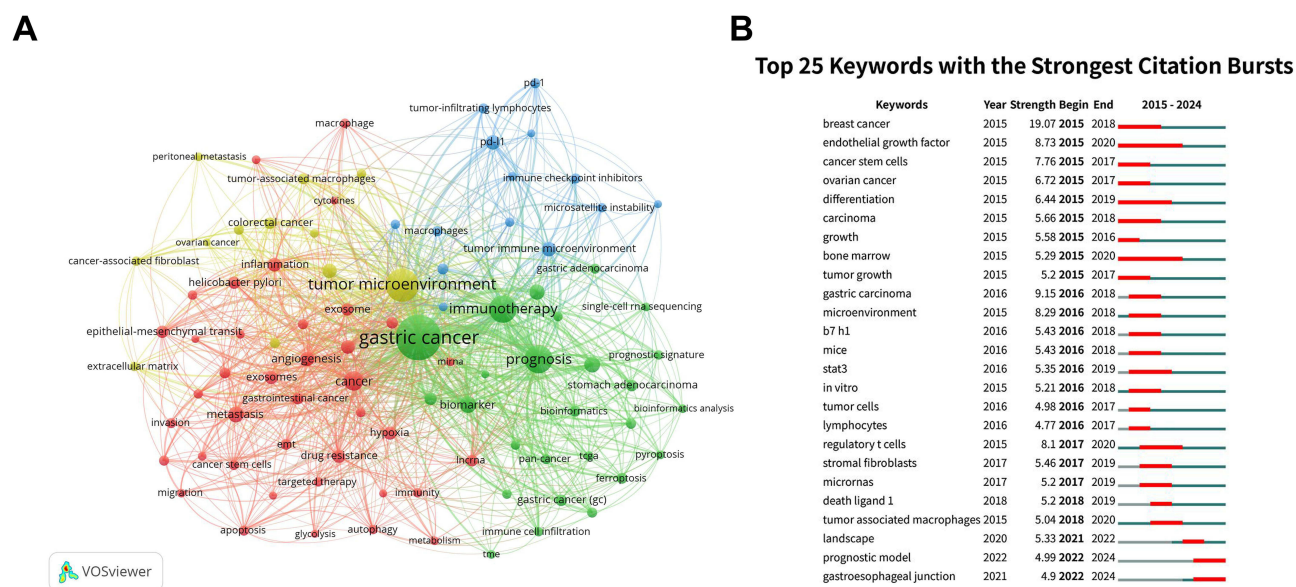 A
pd-1
tumor-infiltrating lymphocytes
macrophage
pd-l1
peritoneal metastasis
tumor-associated macrophages
immune checkpoint inhibitors
cytokines
microsatellite instability
colorectal cancer
macrophages
ovarian cancer
tumor immune microenvironment
cancer-associated fibroblast
inflammation
gastric adenocarcinoma
helicobacter pylori
tumor microenvironment
exosome
immunotherapy
single-cell rna sequencing
epithelial-mesenchymal transit
gastric cancer
extracellular matrix
angiogenesis
mirna
prognosis
prognostic signature
exosomes
cancer
stomach adenocarcinoma
gastrointestinal cancer
biomarker
bioinformatics
bioinformatics analysis
metastasis
invasion
hypoxia
emt
drug resistance
lncrna
pan-cancer
tcga
pyroptosis
cancer stem cells
targeted therapy
ferroptosis
migration
immunity
gastric cancer (gc)
apoptosis
glycolysis
autophagy
metabolism
immune cell infiltration
tme
VOSviewer
B
Top 25 Keywords with the Strongest Citation Bursts
Keywords Year Strength Begin End 2015 - 2024
breast cancer 2015 19.07 2015 2018
endothelial growth factor 2015 8.73 2015 2020
cancer stem cells 2015 7.76 2015 2017
ovarian cancer 2015 6.72 2015 2017
differentiation 2015 6.44 2015 2019
carcinoma 2015 5.66 2015 2018
growth 2015 5.58 2015 2016
bone marrow 2015 5.29 2015 2020
tumor growth 2015 5.2 2015 2017
gastric carcinoma 2016 9.15 2016 2018
microenvironment 2015 8.29 2016 2018
b7 h1 2016 5.43 2016 2018
mice 2016 5.43 2016 2018
stat3 2016 5.35 2016 2019
in vitro 2015 5.21 2016 2018
tumor cells 2016 4.98 2016 2017
lymphocytes 2016 4.77 2016 2017
regulatory t cells 2015 8.1 2017 2020
stromal fibroblasts 2017 5.46 2017 2019
micrornas 2017 5.2 2017 2019
death ligand 1 2018 5.2 2018 2019
tumor associated macrophages 2015 5.04 2018 2020
landscape 2020 5.33 2021 2022
prognostic model 2022 4.99 2022 2024
gastroesophageal junction 2021 4.9 2022 2024